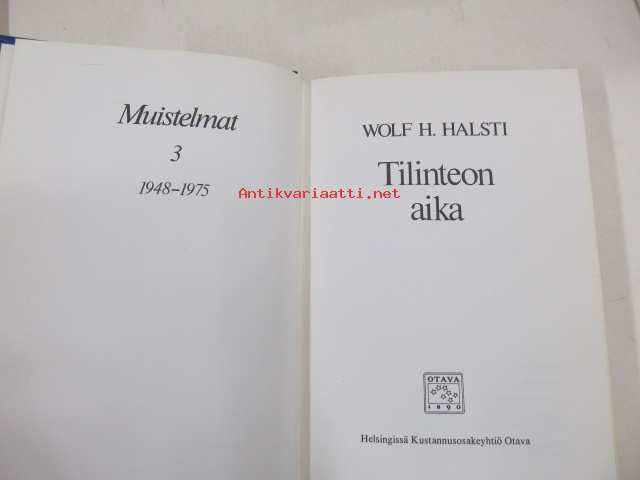 Muistelmat
3
1948–1975
WOLF H. HALSTI
Tilinteon
aika
Antikvariaatti.net
OTAVA
1890
Helsingissä Kustannusosakeyhtiö Otava